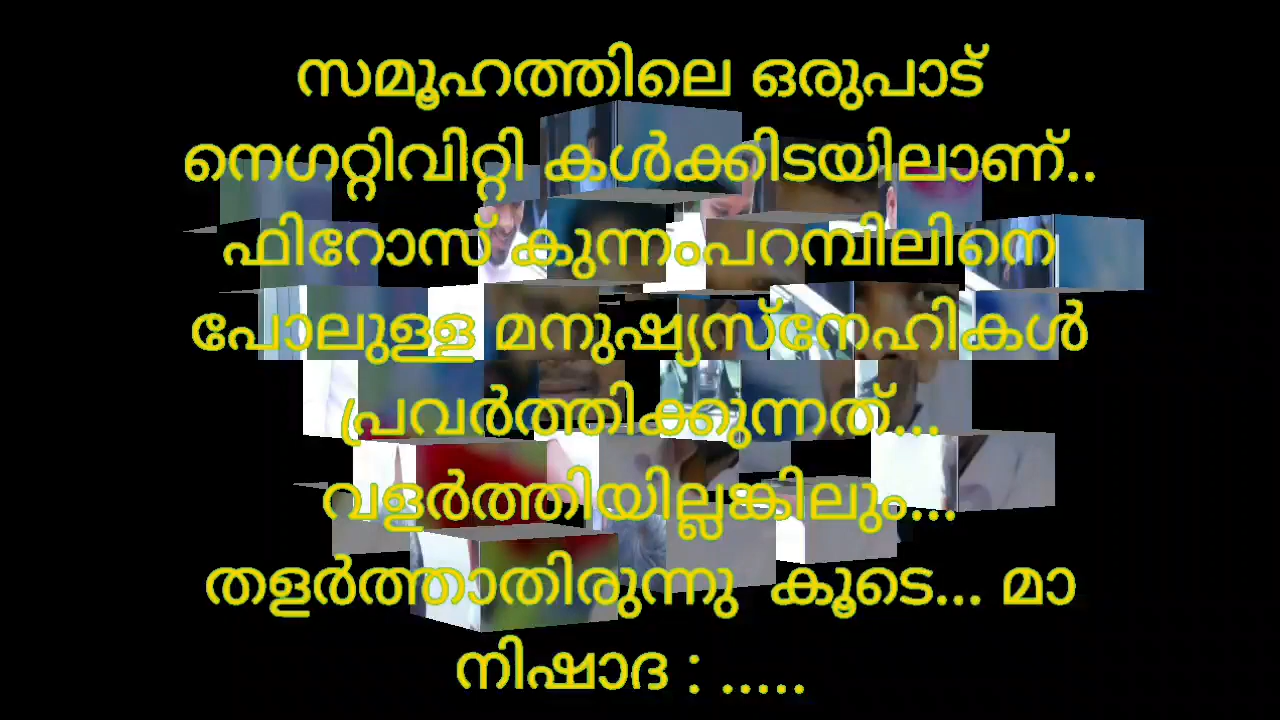 സമൂഹത്തിലെ ഒരുപാട്
നെഗറ്റിവിറ്റി കൾക്കിടയിലാണ്..
ഫിറോസ് കുന്നംപറമ്പിലിനെ
പോലുള്ള മനുഷ്യസ്നേഹികൾ
പ്രവർത്തിക്കുന്നത്...
വളർത്തിയില്ലങ്കിലും...
തളർത്താതിരുന്നു കൂടെ... മാ
നിഷാദ : .....